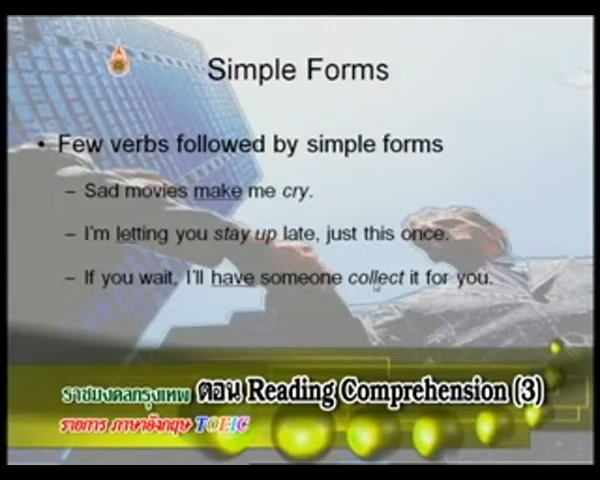 Simple Forms
• Few verbs followed by simple forms
– Sad movies make me cry.
– I'm letting you stay up late, just this once.
– If you wait, I'll have someone collect it for you.
ราชมงคลกรุงเทพ ตอน Reading Comprehension (3)
รายการ ภาษาอังกฤษ TOEIC